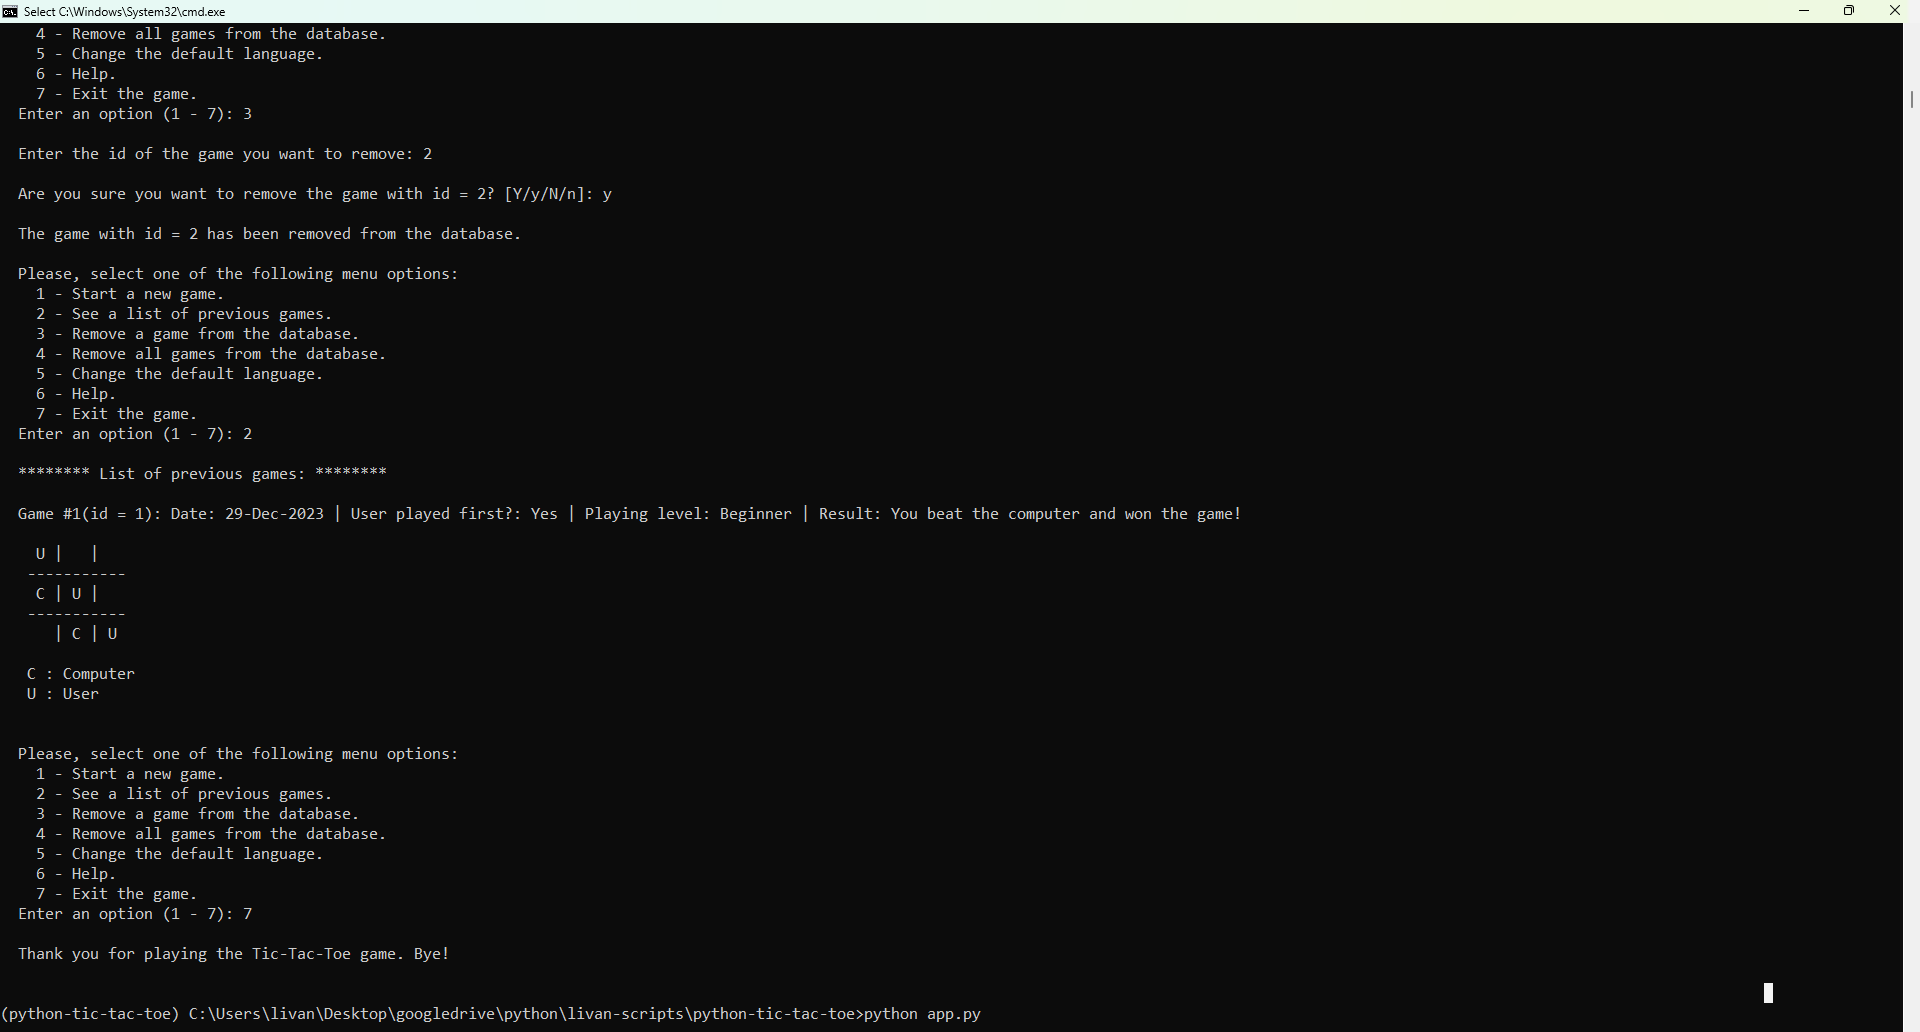 Select C:\Windows\System32\cmd.exe
4 - Remove all games from the database.
5 - Change the default language.
6 - Help.
7 - Exit the game.
Enter an option (1 - 7): 3
Enter the id of the game you want to remove: 2
Are you sure you want to remove the game with id = 2? [Y/y/N/n]: y
The game with id = 2 has been removed from the database.
Please, select one of the following menu options:
1 - Start a new game.
2 - See a list of previous games.
3 - Remove a game from the database.
4 - Remove all games from the database.
5 - Change the default language.
6 - Help.
7 - Exit the game.
Enter an option (1 - 7): 2
******** List of previous games: ********
Game #1(id = 1): Date: 29-Dec-2023 | User played first?: Yes | Playing level: Beginner | Result: You beat the computer and won the game!
U |   |
-----------
C | U |
-----------
  | C | U
C : Computer
U : User
Please, select one of the following menu options:
1 - Start a new game.
2 - See a list of previous games.
3 - Remove a game from the database.
4 - Remove all games from the database.
5 - Change the default language.
6 - Help.
7 - Exit the game.
Enter an option (1 - 7): 7
Thank you for playing the Tic-Tac-Toe game. Bye!
(python-tic-tac-toe) C:\Users\livan\Desktop\googledrive\python\livan-scripts\python-tic-tac-toe>python app.py